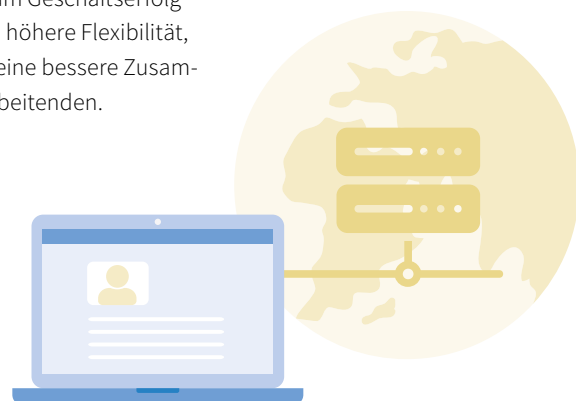 Geschäftserfolg
höhere Flexibilität,
eine bessere Zusam-
beitenden.